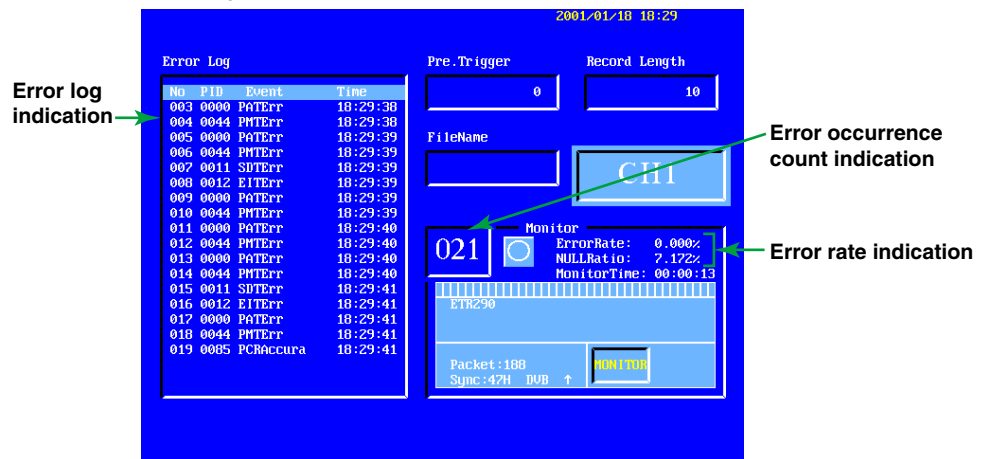 2001/01/18 18:29
Error Log
No PID Event Time
003 0000 PATErr 18:29:38
004 0044 PMTErr 18:29:38
005 0000 PATErr 18:29:39
006 0044 PMTErr 18:29:39
007 0011 SDTErr 18:29:39
008 0012 EITErr 18:29:39
009 0000 PATErr 18:29:39
010 0044 PMTErr 18:29:39
011 0000 PATErr 18:29:40
012 0044 PMTErr 18:29:40
013 0000 PATErr 18:29:40
014 0044 PMTErr 18:29:40
015 0011 SDTErr 18:29:41
016 0012 EITErr 18:29:41
017 0000 PATErr 18:29:41
018 0044 PMTErr 18:29:41
019 0085 PCRAccura 18:29:41
Pre.Trigger
0
Record Length
10
FileName
CH1
Monitor
021
ErrorRate: 0.000%
NULLRatio: 7.172%
MonitorTime: 00:00:13
ETR290
Packet:188
Sync:47H DVB ↑
MONITOR
Error log
indication
Error occurrence
count indication
Error rate indication